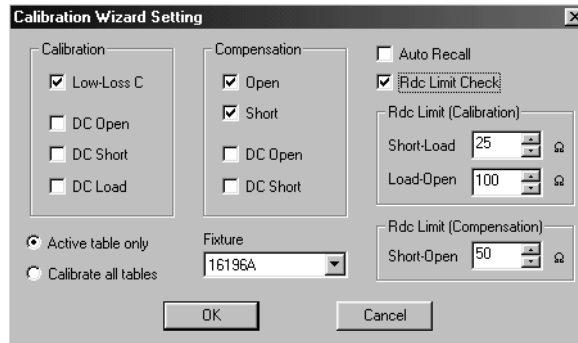 Calibration Wizard Setting
Calibration
Low-Loss C
DC Open
DC Short
DC Load
Compensation
Open
Short
DC Open
DC Short
Auto Recall
Rdc Limit Check
Rdc Limit (Calibration)
Short-Load 25 Ω
Load-Open 100 Ω
Rdc Limit (Compensation)
Short-Open 50 Ω
Active table only
Calibrate all tables
Fixture
16196A
OK
Cancel